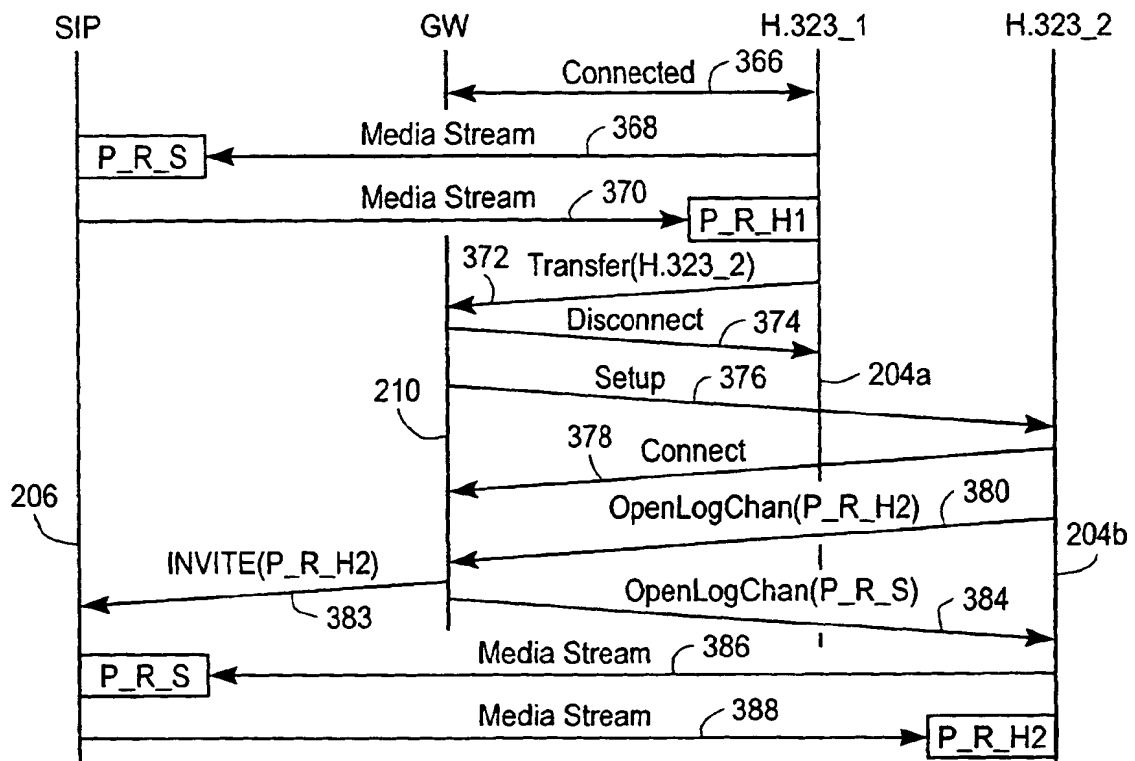 SIP GW H.323_1 H.323_2
Connected 366
Media Stream 368
P_R_S
Media Stream 370
P_R_H1
372 Transfer(H.323_2)
Disconnect 374
Setup 376 204a
210
378 Connect
206 OpenLogChan(P_R_H2) 380
204b
INVITE(P_R_H2)
383 OpenLogChan(P_R_S) 384
Media Stream 386
P_R_S
Media Stream 388
P_R_H2